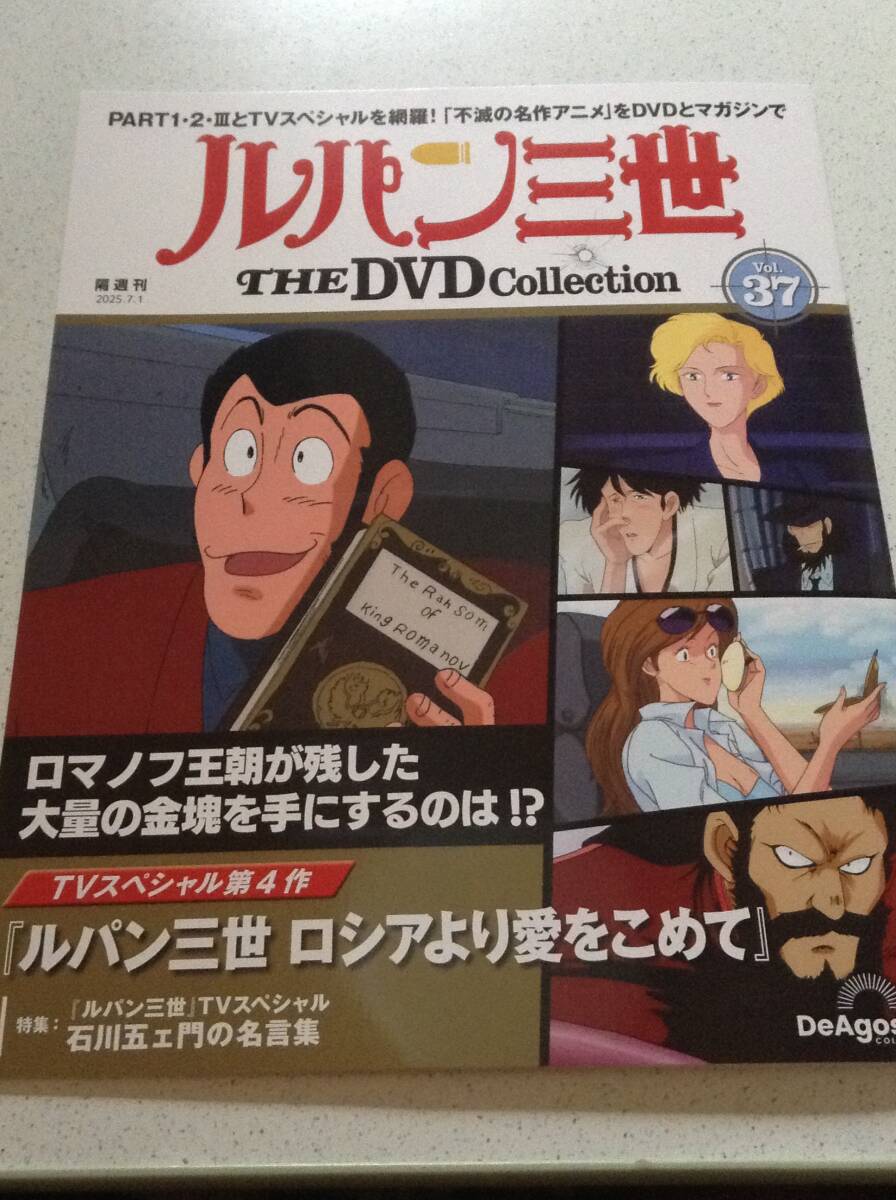 PART1・2・ⅢとTVスペシャルを網羅!「不滅の名作アニメ」をDVDとマガジンで
ルパン三世
THE DVD Collection
隔週刊
2025.7.1
Vol.
37
The Ransom
of
King Romanov
ロマノフ王朝が残した
大量の金塊を手にするのは!?
TVスペシャル第4作
『ルパン三世 ロシアより愛をこめて』
特集:
『ルパン三世』TVスペシャル
石川五ェ門の名言集
DeAgos
COL